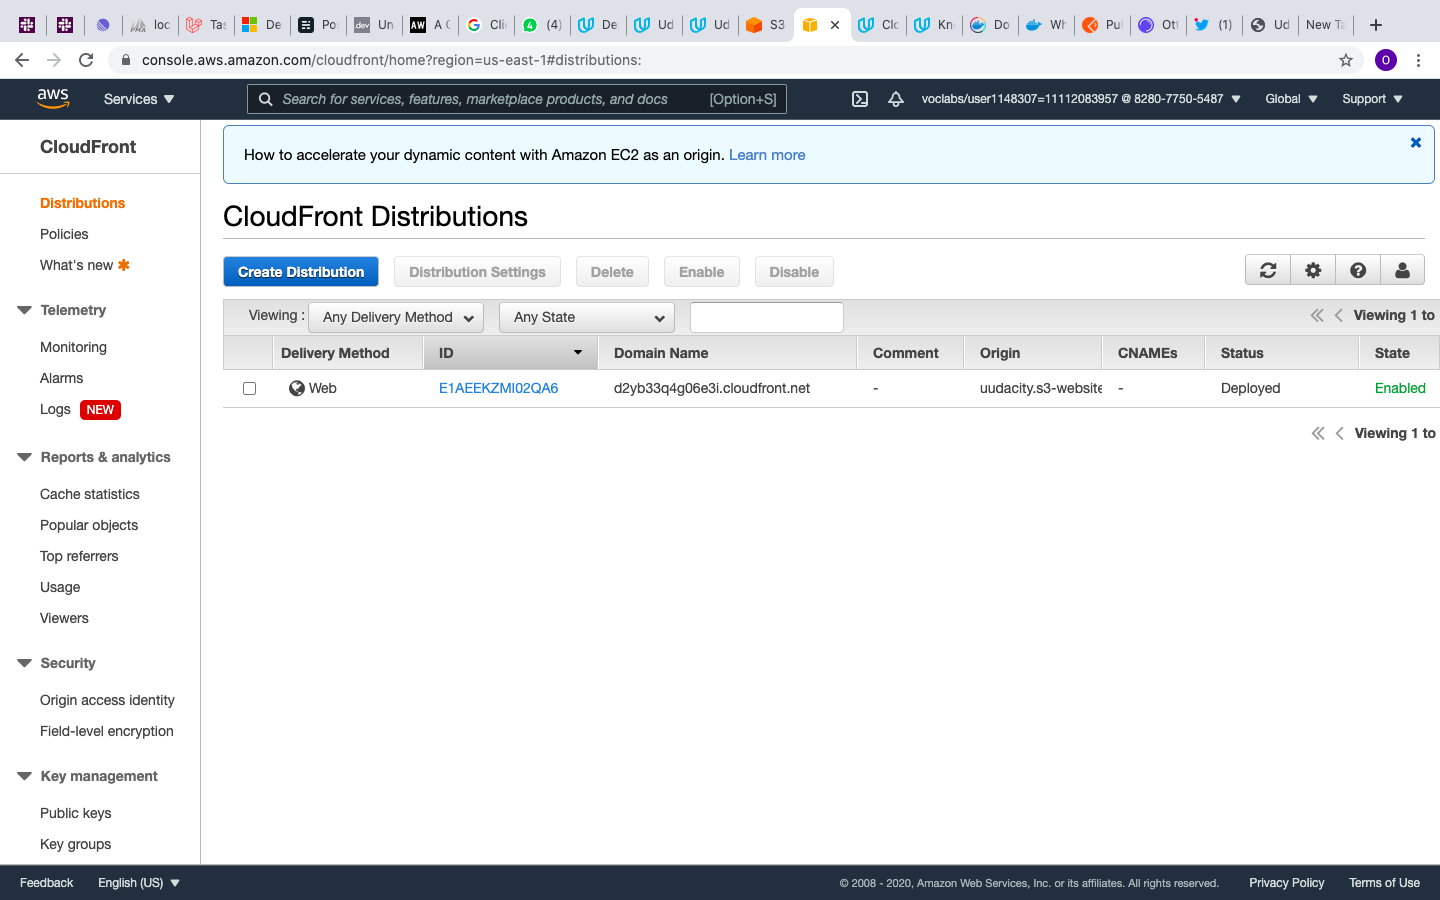 loc
Tas
De
Po
Un
A C
Clie
(4)
De
Ud
Ud
S3
Clo
Kn
Do
Wh
Pul
Ott
(1)
Ud
New Ta
console.aws.amazon.com/cloudfront/home?region=us-east-1#distributions:
O
aws
Services
Search for services, features, marketplace products, and docs
[Option+S]
voclabs/user1148307=11112083957 @ 8280-7750-5487
Global
Support
CloudFront
Distributions
Policies
What's new
Telemetry
Monitoring
Alarms
Logs NEW
Reports & analytics
Cache statistics
Popular objects
Top referrers
Usage
Viewers
Security
Origin access identity
Field-level encryption
Key management
Public keys
Key groups
How to accelerate your dynamic content with Amazon EC2 as an origin. Learn more
CloudFront Distributions
Create Distribution
Distribution Settings
Delete
Enable
Disable
Viewing :
Any Delivery Method
Any State
Viewing 1 to
Delivery Method
ID
Domain Name
Comment
Origin
CNAMEs
Status
State
Web
E1AEEKZMI02QA6
d2yb33q4g06e3i.cloudfront.net
-
uudacity.s3-website
-
Deployed
Enabled
Viewing 1 to
Feedback
English (US)
© 2008 - 2020, Amazon Web Services, Inc. or its affiliates. All rights reserved.
Privacy Policy
Terms of Use